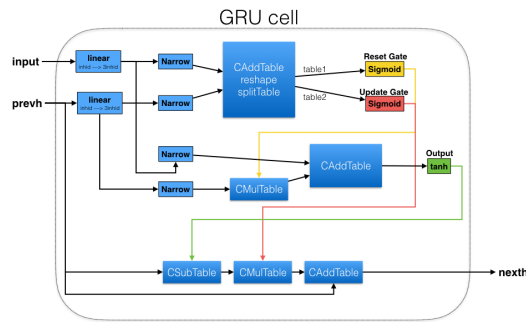 GRU cell
input
linear
nhid ---> 3nhid
Narrow
CAddTable
reshape
splitTable
table1
table2
Reset Gate
Sigmoid
Update Gate
Sigmoid
prevh
linear
nhid ---> 3nhid
Narrow
Narrow
Narrow
CMulTable
CAddTable
Output
tanh
CSubTable
CMulTable
CAddTable
nexth